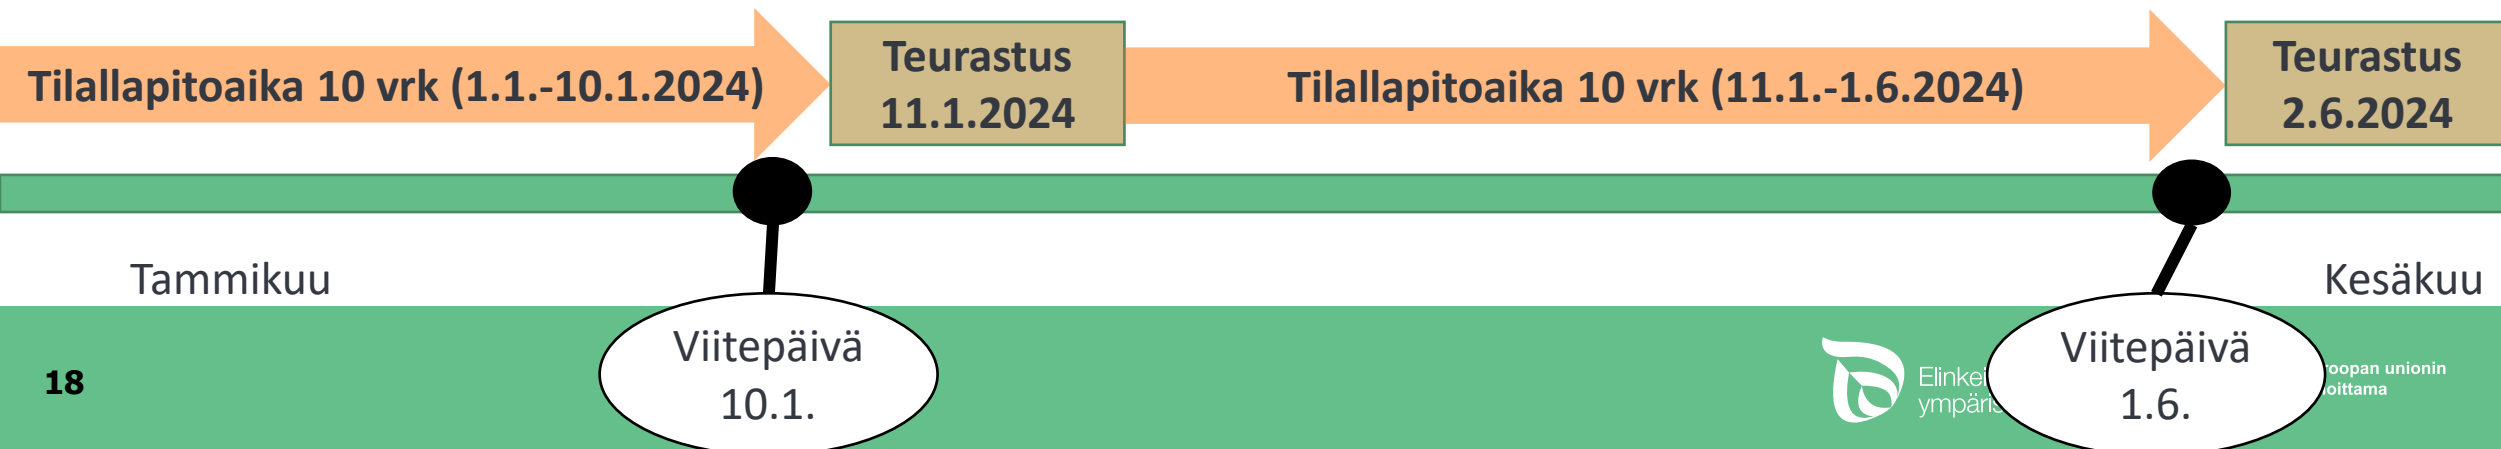 Tilallapitoaika 10 vrk (1.1.-10.1.2024)
Teurastus
11.1.2024
Tilallapitoaika 10 vrk (11.1.-1.6.2024)
Teurastus
2.6.2024
Tammikuu
Kesäkuu
Viitepäivä
10.1.
Viitepäivä
1.6.
18
unionin